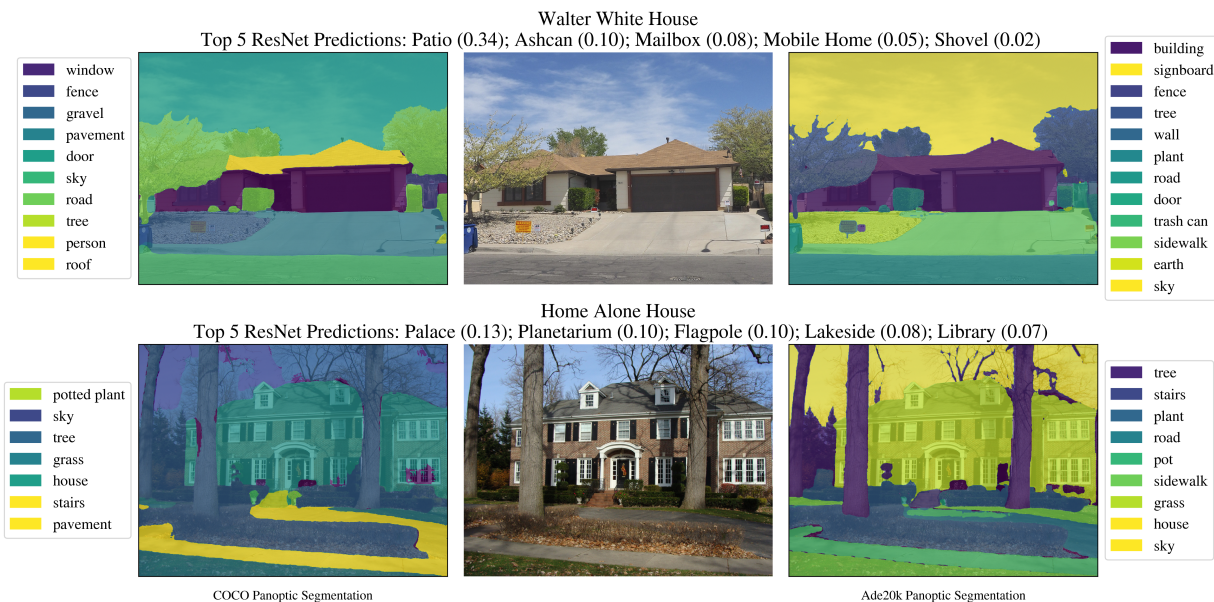 Walter White House
Top 5 ResNet Predictions: Patio (0.34); Ashcan (0.10); Mailbox (0.08); Mobile Home (0.05); Shovel (0.02)
window
fence
gravel
pavement
door
sky
road
tree
person
roof
building
signboard
fence
tree
wall
plant
road
door
trash can
sidewalk
earth
sky
Home Alone House
Top 5 ResNet Predictions: Palace (0.13); Planetarium (0.10); Flagpole (0.10); Lakeside (0.08); Library (0.07)
potted plant
sky
tree
grass
house
stairs
pavement
tree
stairs
plant
road
pot
sidewalk
grass
house
sky
COCO Panoptic Segmentation
Ade20k Panoptic Segmentation